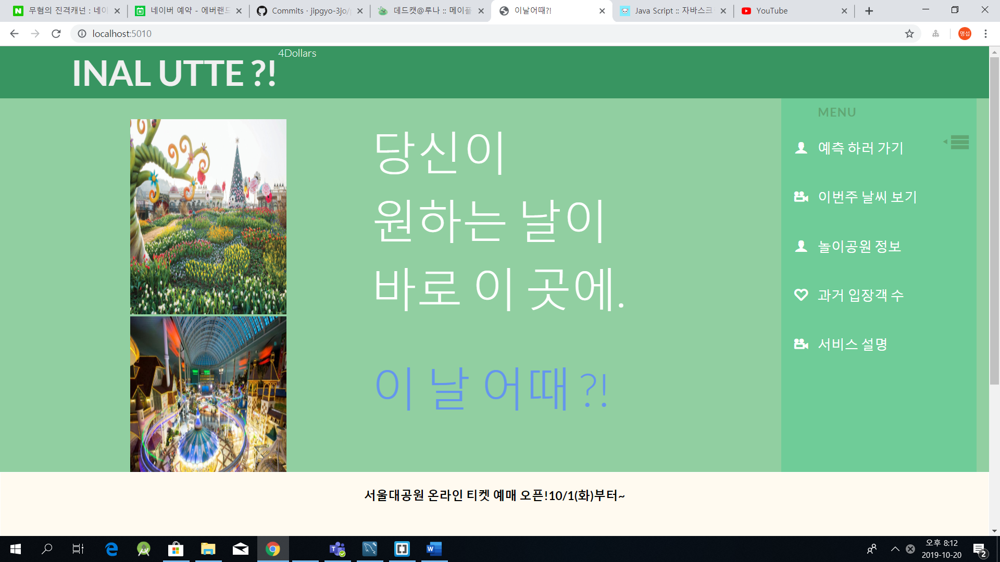 무혐의 진격캐넌 : 네이
네이버 예약 - 에버랜드
Commits · jipgyo-3jo/
데드캣@루나 :: 메이플
이날어때?!
Java Script :: 자바스크
YouTube
localhost:5010
명섭
4Dollars
INAL UTTE ?!
MENU
당신이
원하는 날이
바로 이 곳에.
이 날 어때 ?!
예측 하러 가기
이번주 날씨 보기
놀이공원 정보
과거 입장객 수
서비스 설명
서울대공원 온라인 티켓 예매 오픈!10/1(화)부터~
오후 8:12
2019-10-20
2